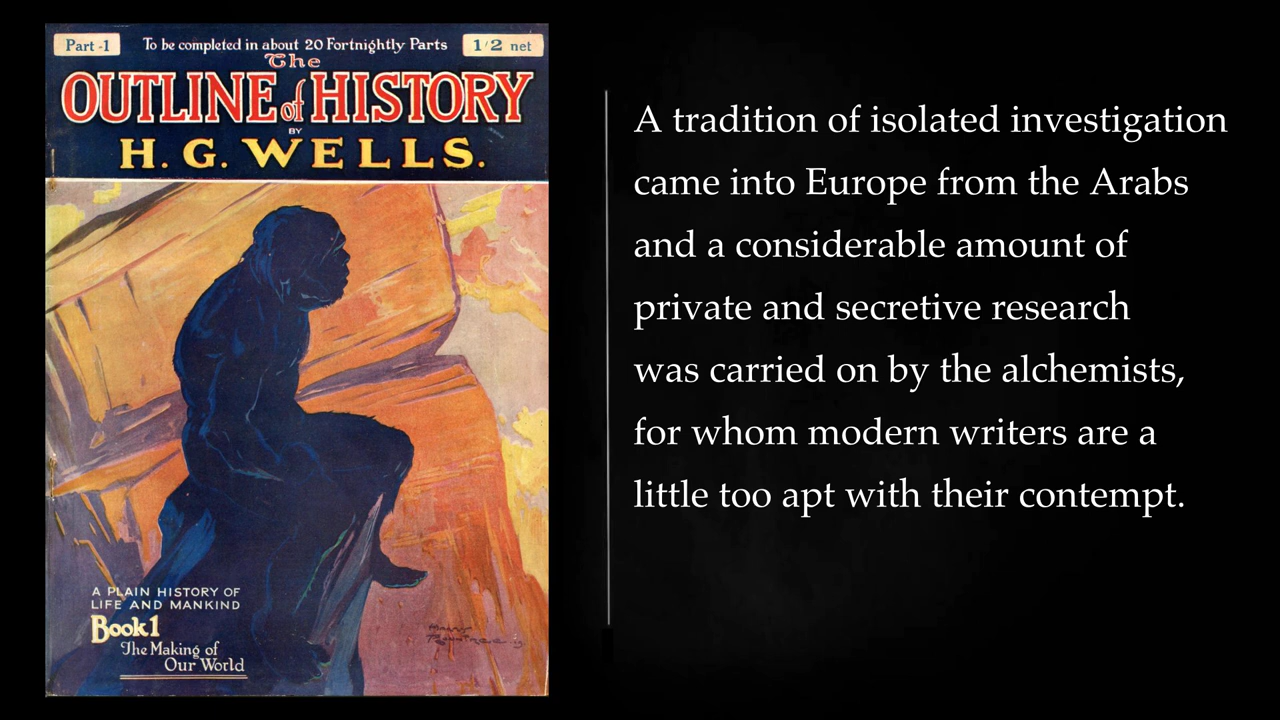 Part -1
To be completed in about 20 Fortnightly Parts
1/2 net
The
OUTLINE of HISTORY
BY
H. G. WELLS.
A PLAIN HISTORY OF
LIFE AND MANKIND
Book 1
The Making of
Our World
A tradition of isolated investigation
came into Europe from the Arabs
and a considerable amount of
private and secretive research
was carried on by the alchemists,
for whom modern writers are a
little too apt with their contempt.